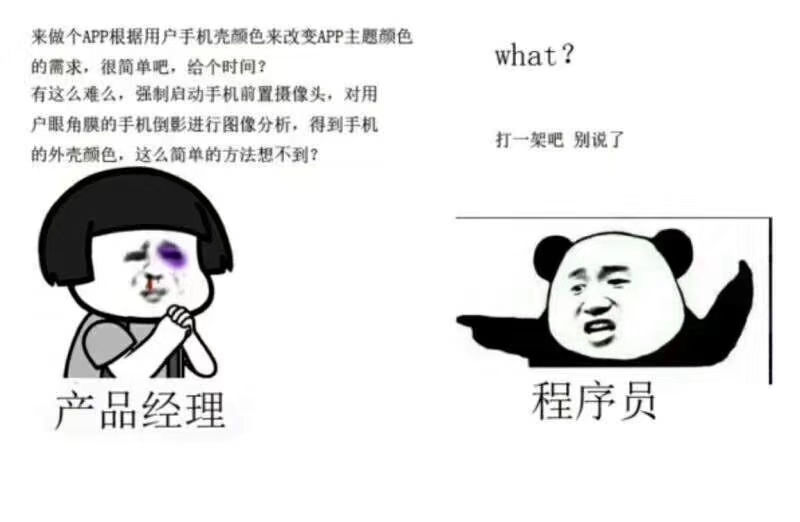 来做个APP根据用户手机壳颜色来改变APP主题颜色
的需求，很简单吧，给个时间？
有这么难么，强制启动手机前置摄像头，对用
户眼角膜的手机倒影进行图像分析，得到手机
的外壳颜色，这么简单的方法想不到？
产品经理
what？
打一架吧 别说了
程序员